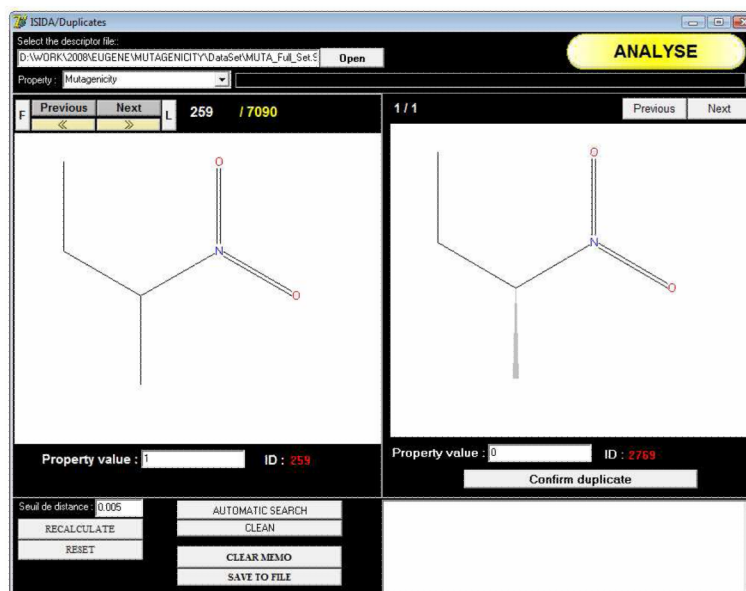 ISIDA/Duplicates
Select the descriptor file::
D:\WORK\2008\EUGENE\MUTAGENICITY\DataSet\MUTA_Full_Set.S
Open
ANALYSE
Property : Mutagenicity
F
Previous
Next
L
259
/ 7090
1 / 1
Previous
Next
O
N
O
O
N
O
Property value : 1
ID : 259
Property value : 0
ID : 2769
Confirm duplicate
Seuil de distance : 0.005
AUTOMATIC SEARCH
RECALCULATE
CLEAN
RESET
CLEAR MEMO
SAVE TO FILE